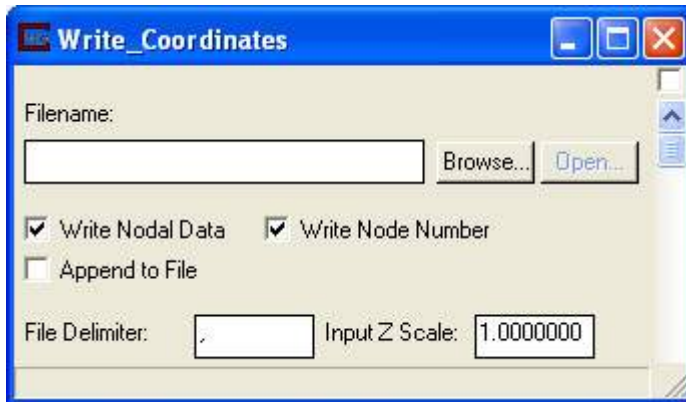 Write_Coordinates
Filename:
Browse... Open...
Write Nodal Data Write Node Number
Append to File
File Delimiter: , Input Z Scale: 1.0000000